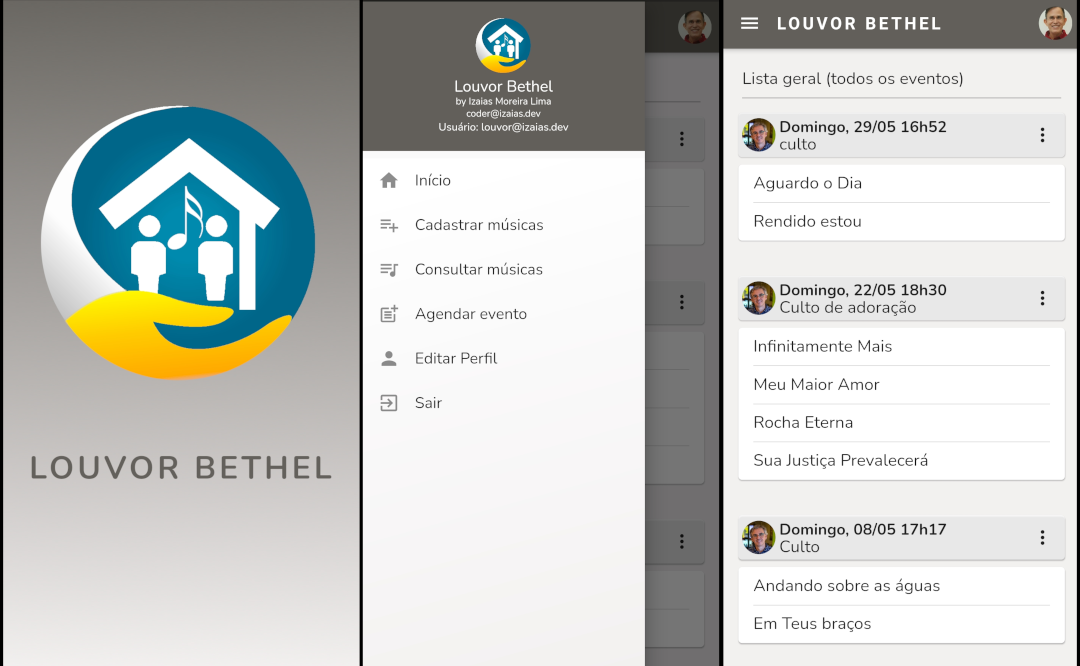 LOUVOR BETHEL
Louvor Bethel
by Izaias Moreira Lima
coder@izaias.dev
Usuário: louvor@izaias.dev
Início
Cadastrar músicas
Consultar músicas
Agendar evento
Editar Perfil
Sair
LOUVOR BETHEL
Lista geral (todos os eventos)
Domingo, 29/05 16h52
culto
Aguardo o Dia
Rendido estou
Domingo, 22/05 18h30
Culto de adoração
Infinitamente Mais
Meu Maior Amor
Rocha Eterna
Sua Justiça Prevalecerá
Domingo, 08/05 17h17
Culto
Andando sobre as águas
Em Teus braços